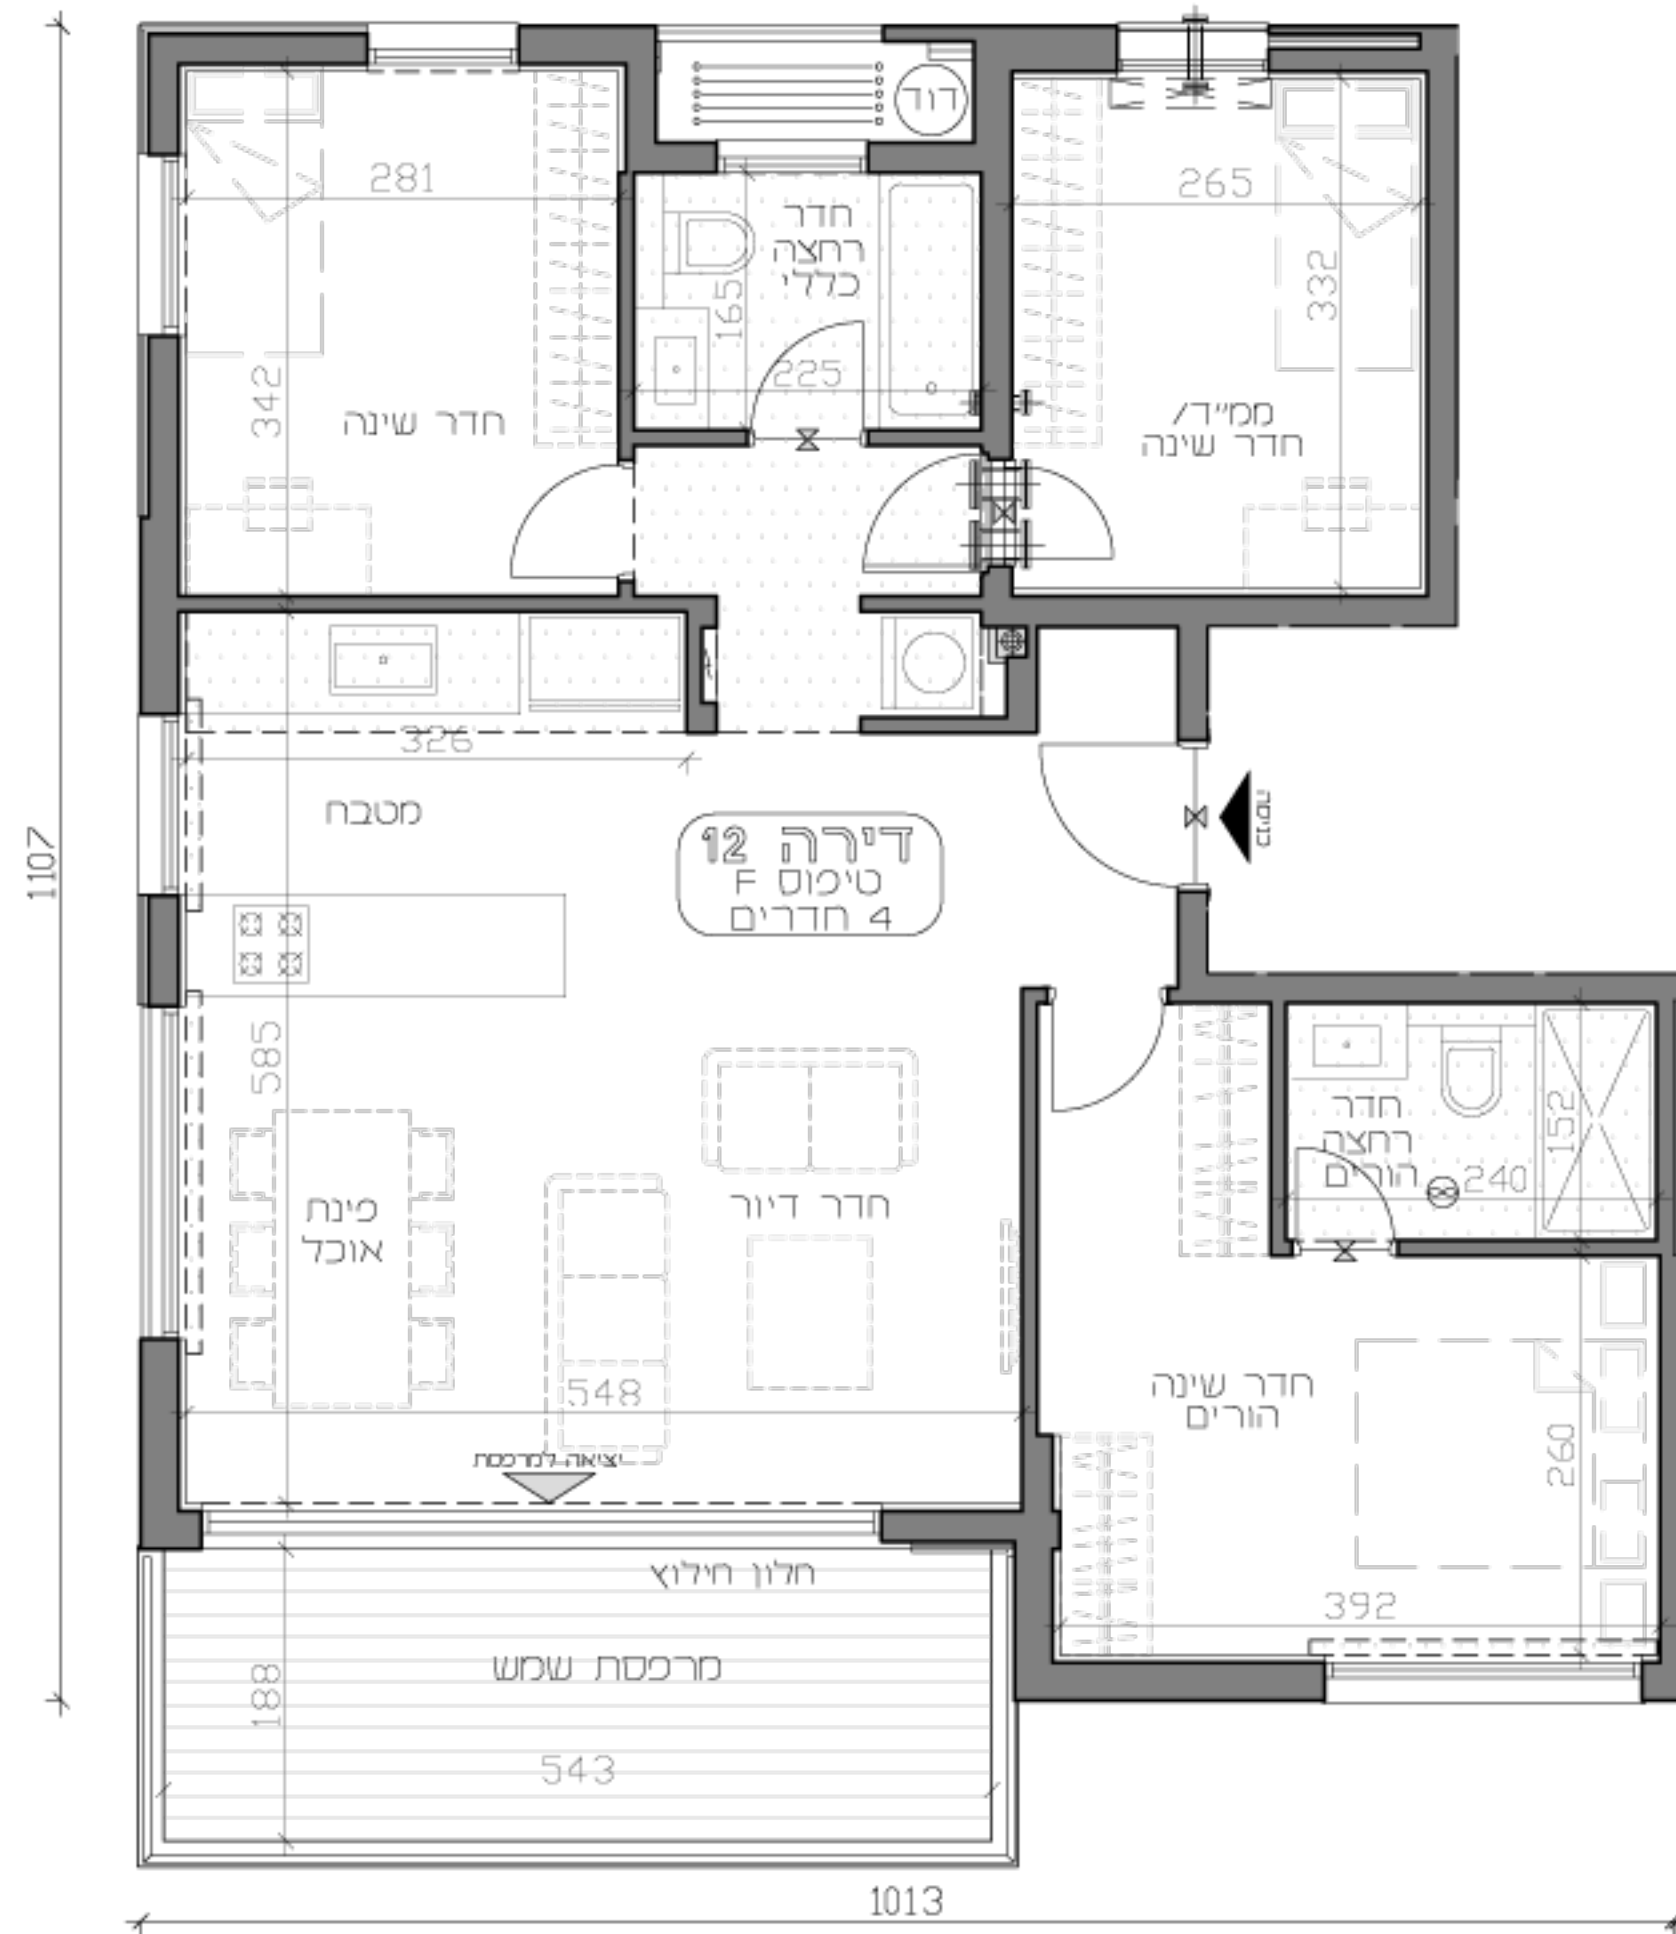 דוד
281
חדר
רחצה
כללי
165
225
265
332
342
חדר שינה
ממ״ד/
חדר שינה
326
מטבח
דירה 12
טיפוס F
4 חדרים
כניסה
1107
585
חדר
רחצה
הורים
152
240
פינת
אוכל
חדר דיור
548
חדר שינה
הורים
260
392
יציאה למרפסת
חלון חילוץ
מרפסת שמש
188
543
1013